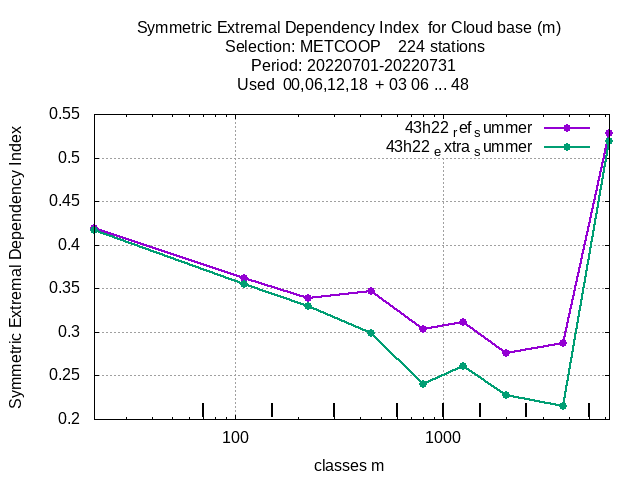 Symmetric Extremal Dependency Index  for Cloud base (m)
Selection: METCOOP    224 stations
Period: 20220701-20220731
Used  00,06,12,18  + 03 06 ... 48
43h22 ref summer
43h22 extra summer
Symmetric Extremal Dependency Index
0.55
0.5
0.45
0.4
0.35
0.3
0.25
0.2
100 1000
classes m